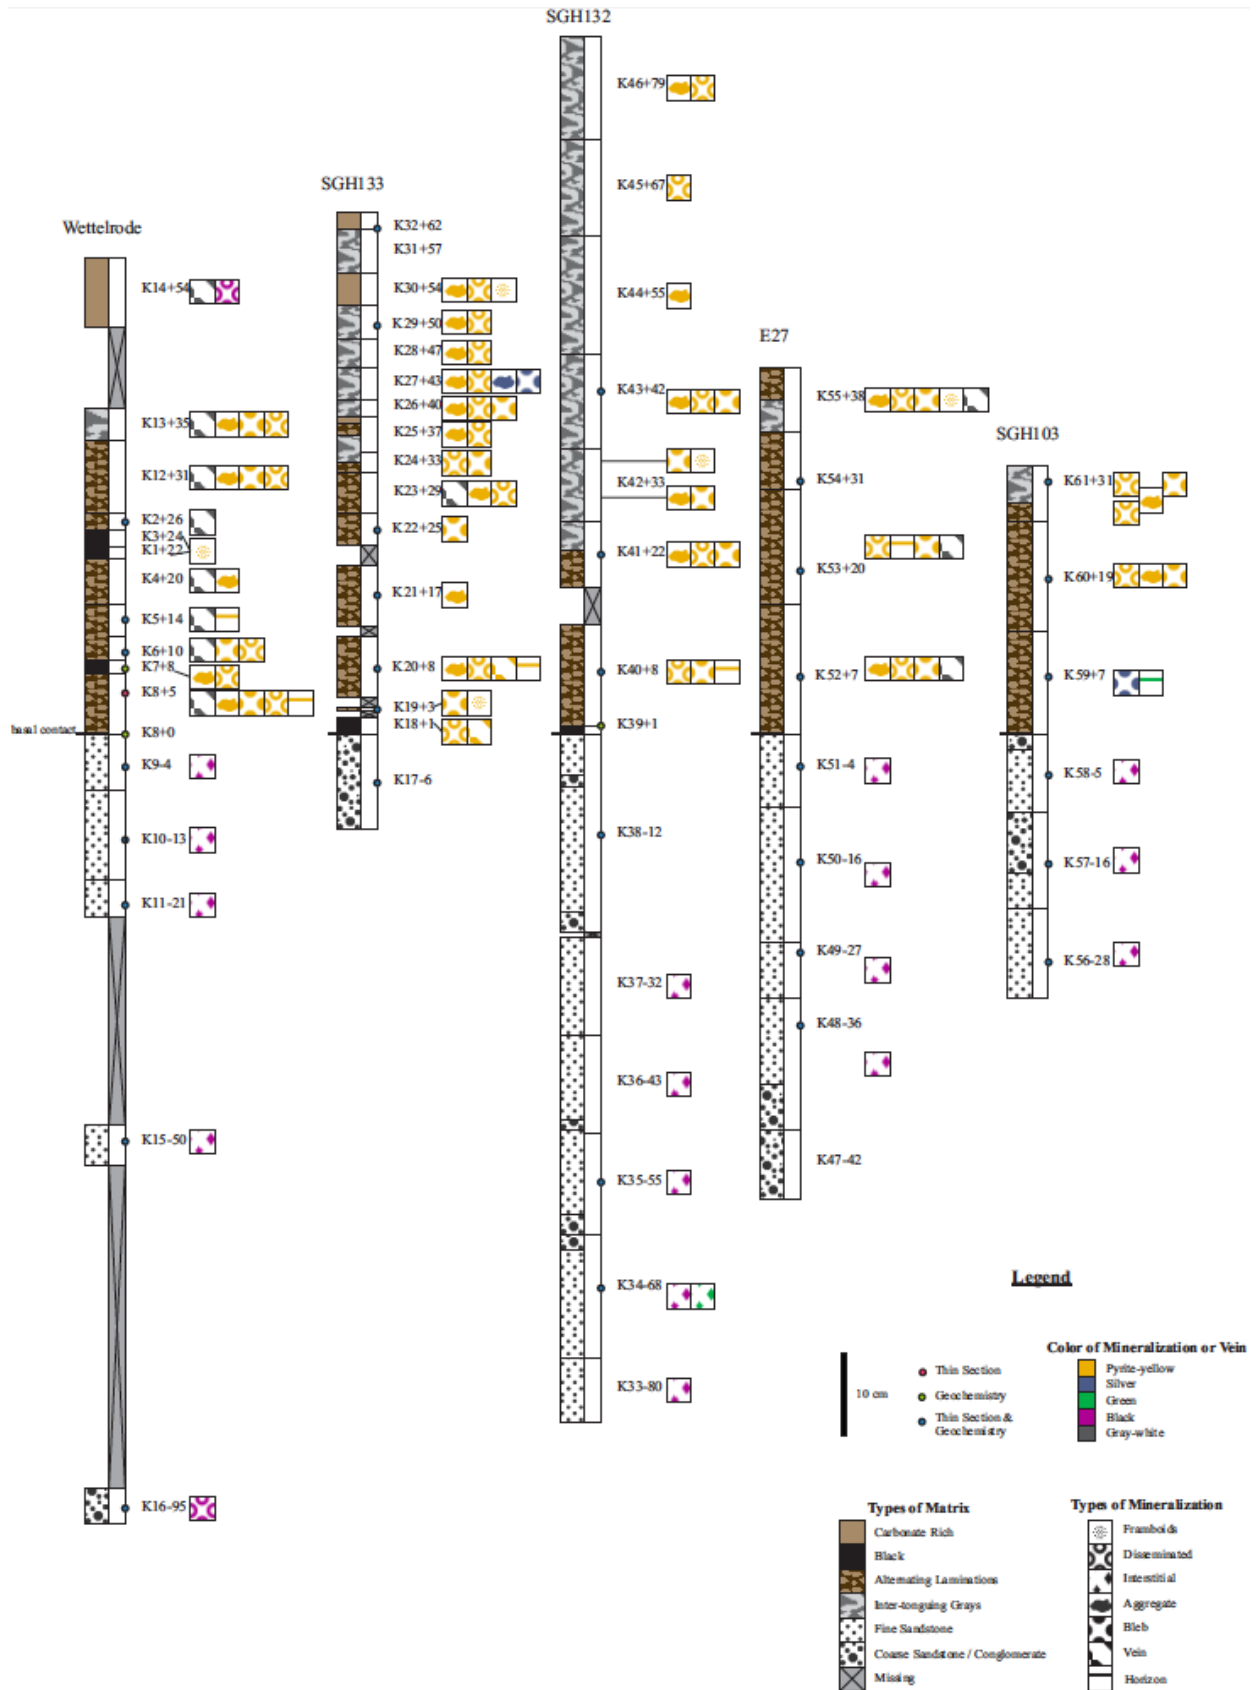 SGH132
K46+79
K45+67
K44+55
K43+42
K42+33
K41+22
K40+8
K39+1
K38-12
K37-32
K36-43
K35-55
K34-68
K33-80
SGH133
K32+62
K31+57
K30+54
K29+50
K28+47
K27+43
K26+40
K25+37
K24+33
K23+29
K22+25
K21+17
K20+8
K19+3
K18+1
K17-6
Wettelrode
K14+54
K13+35
K12+31
K2+26
K3+24
K1+22
K4+20
K5+14
K6+10
K7+8
K8+5
basal contact
K8+0
K9-4
K10-13
K11-21
K15-50
K16-95
E27
K55+38
K54+31
K53+20
K52+7
K51-4
K50-16
K49-27
K48-36
K47-42
SGH103
K61+31
K60+19
K59+7
K58-5
K57-16
K56-28
Legend
10 cm
Thin Section
Geochemistry
Thin Section &
Geochemistry
Color of Mineralization or Vein
Pyrite-yellow
Silver
Green
Black
Gray-white
Types of Matrix
Carbonate Rich
Black
Alternating Laminations
Inter-tonguing Grays
Fine Sandstone
Coarse Sandstone / Conglomerate
Missing
Types of Mineralization
Framboids
Disseminated
Interstitial
Aggregate
Bleb
Vein
Horizon